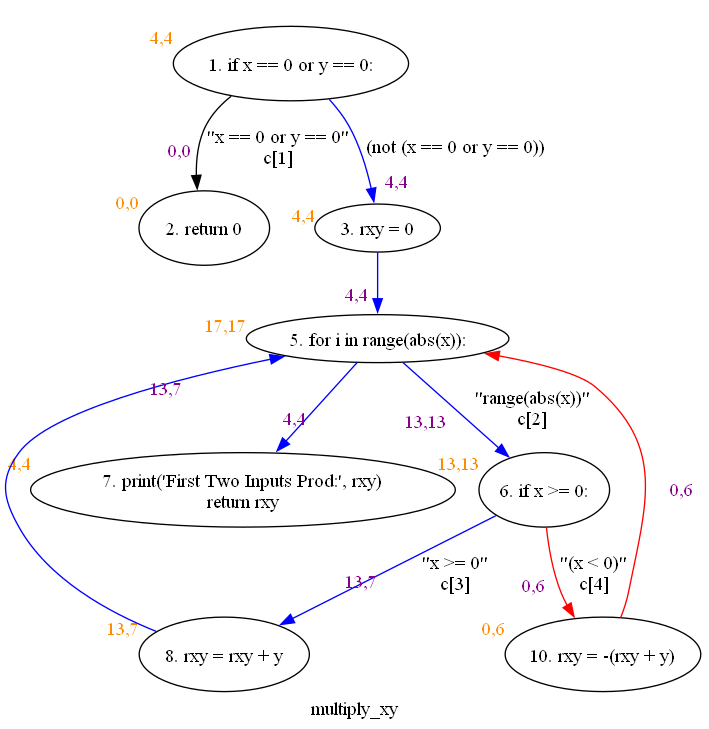 4,4
1. if x == 0 or y == 0:
"x == 0 or y == 0"
c[1]
(not (x == 0 or y == 0))
0,0
4,4
0,0
2. return 0
4,4
3. rxy = 0
4,4
17,17
5. for i in range(abs(x)):
13,7
4,4
13,13
"range(abs(x))"
c[2]
4,4
7. print('First Two Inputs Prod:', rxy)
return rxy
13,13
6. if x >= 0:
0,6
13,7
"x >= 0"
c[3]
0,6
"(x < 0)"
c[4]
13,7
8. rxy = rxy + y
0,6
10. rxy = -(rxy + y)
multiply_xy